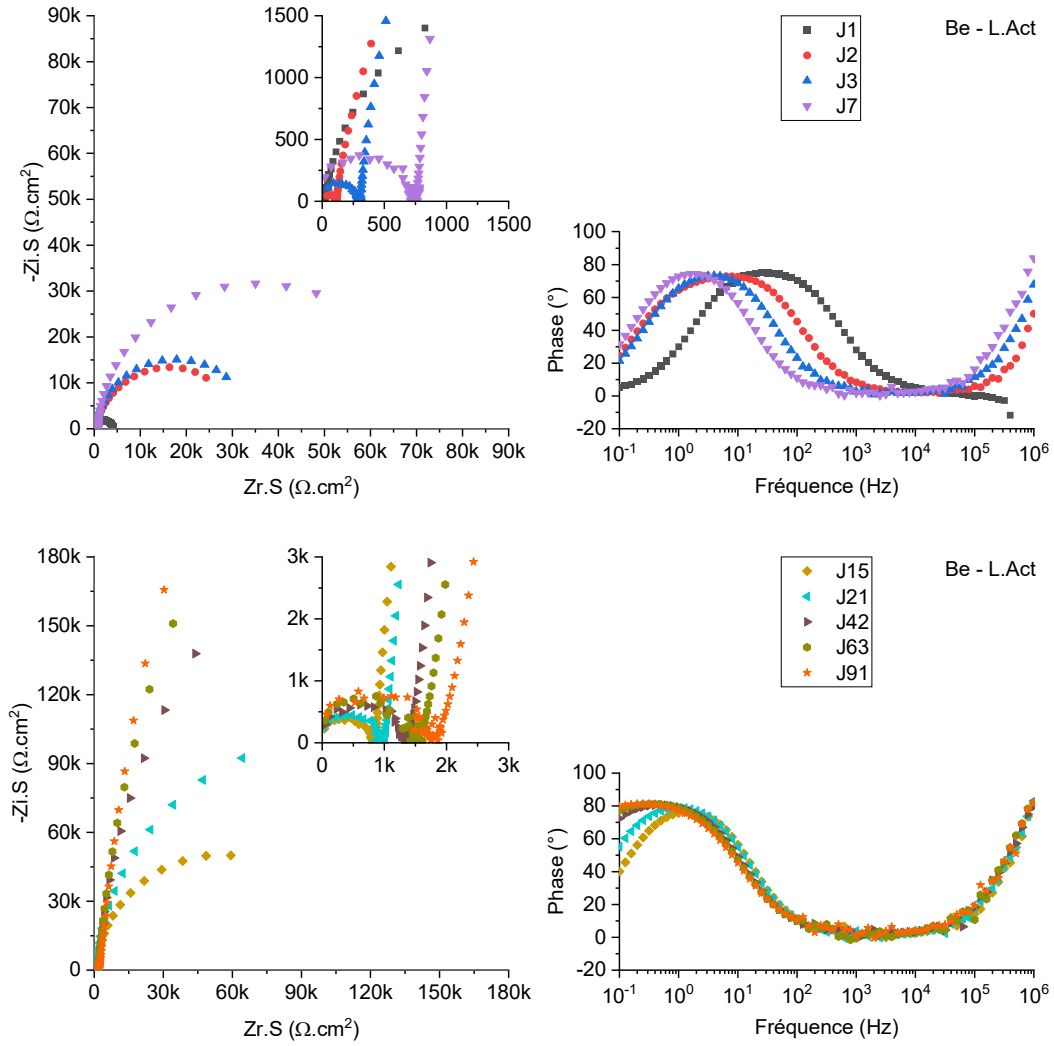 90k
80k
70k
60k
50k
40k
30k
20k
10k
0
-Zi.S (Ω.cm²)
0 10k 20k 30k 40k 50k 60k 70k 80k 90k
Zr.S (Ω.cm²)
1500
1000
500
0
0 500 1000 1500
J1
J2
J3
J7
Be - L.Act
100
80
60
40
20
0
-20
Phase (°)
10⁻¹ 10⁰ 10¹ 10² 10³ 10⁴ 10⁵ 10⁶
Fréquence (Hz)
180k
150k
120k
90k
60k
30k
0
-Zi.S (Ω.cm²)
0 30k 60k 90k 120k 150k 180k
Zr.S (Ω.cm²)
3k
2k
1k
0
0 1k 2k 3k
J15
J21
J42
J63
J91
Be - L.Act
100
80
60
40
20
0
-20
Phase (°)
10⁻¹ 10⁰ 10¹ 10² 10³ 10⁴ 10⁵ 10⁶
Fréquence (Hz)